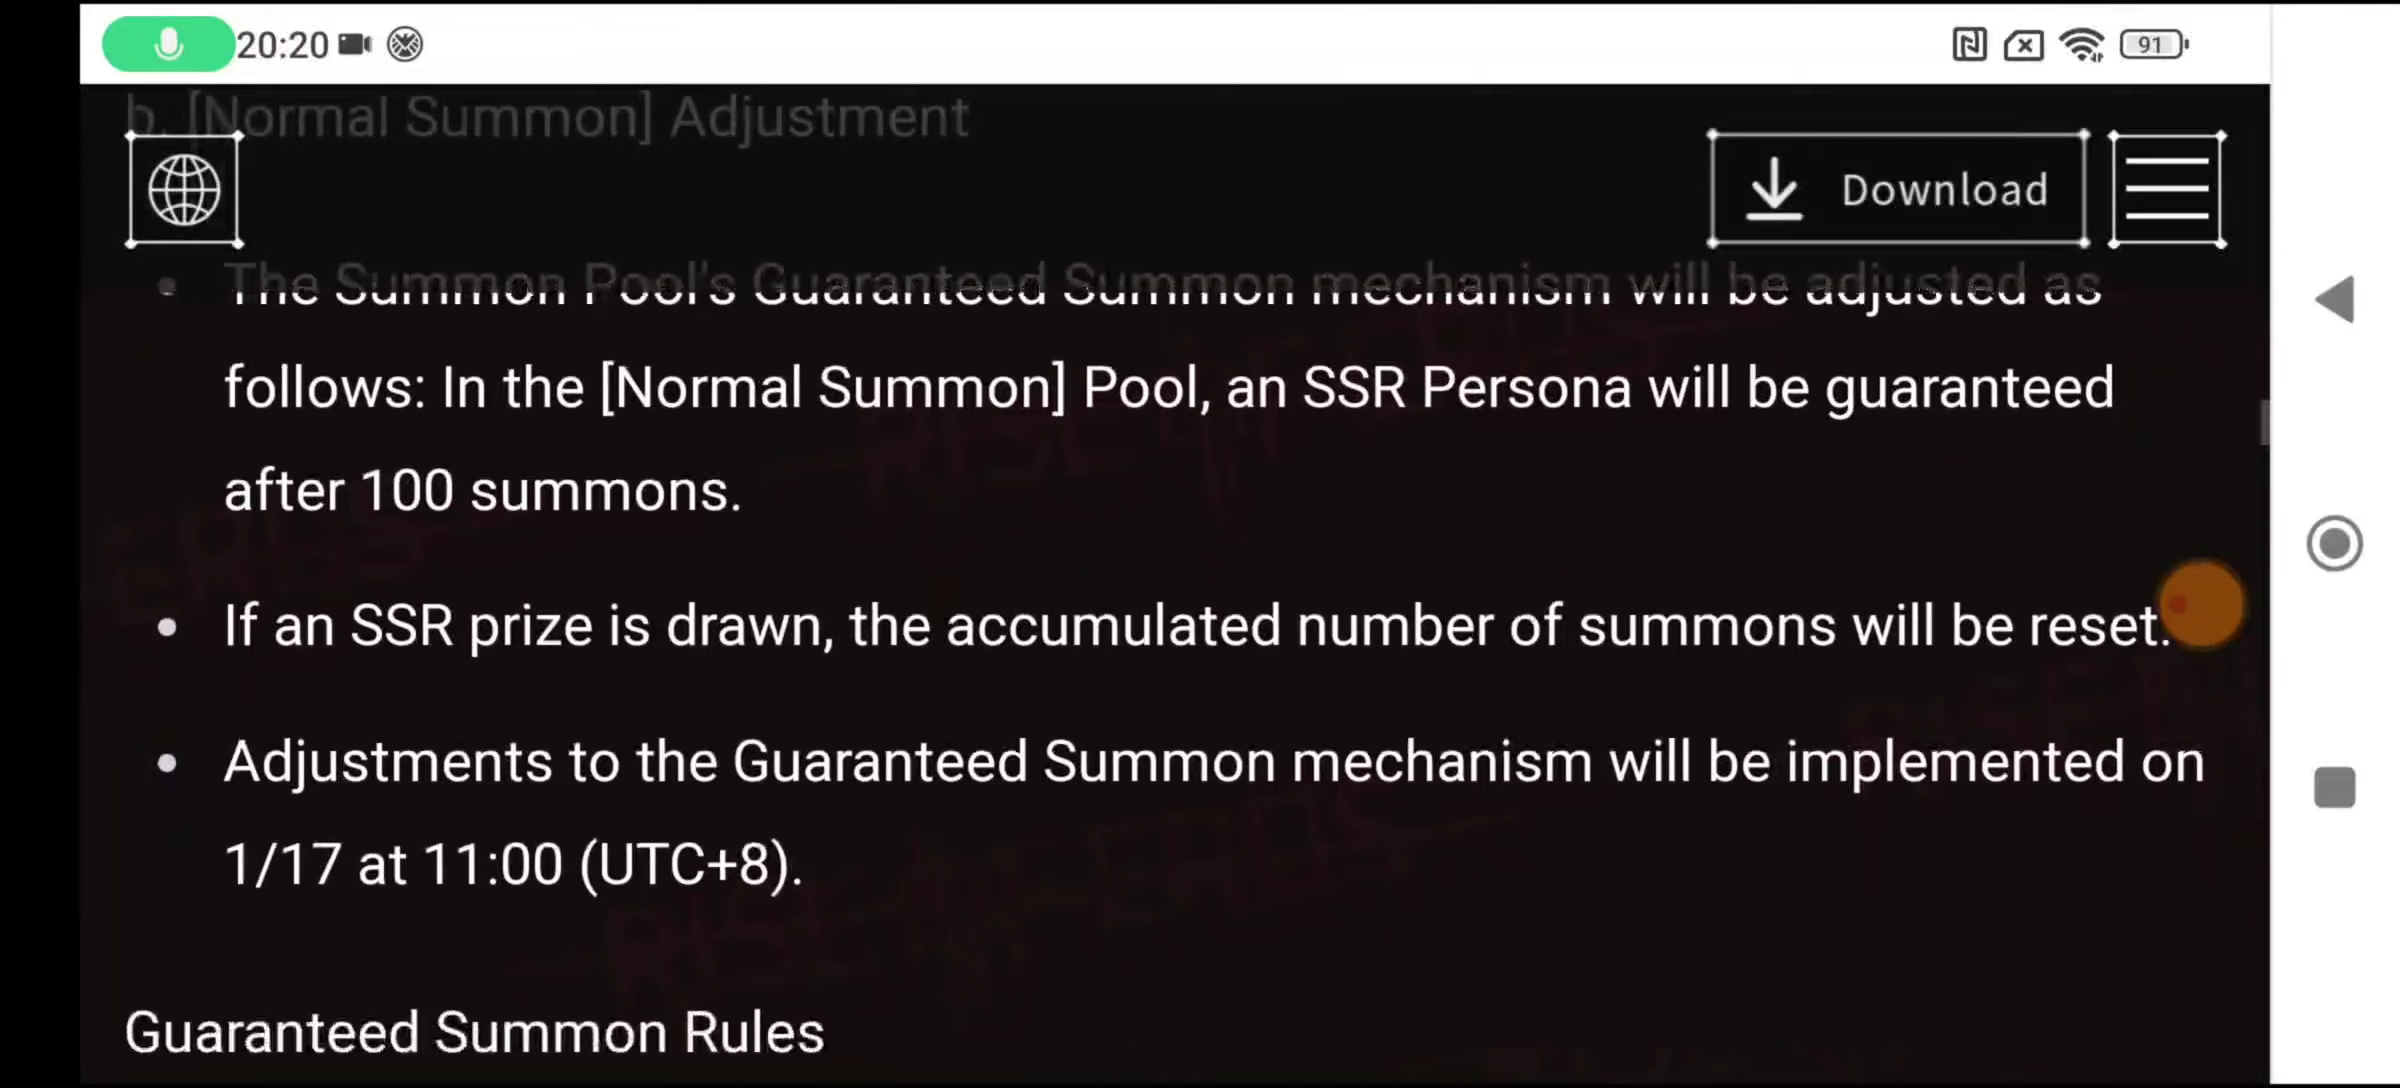 20:20
91
b. [Normal Summon] Adjustment
Download
The Summon Pool's Guaranteed Summon mechanism will be adjusted as
follows: In the [Normal Summon] Pool, an SSR Persona will be guaranteed
after 100 summons.
If an SSR prize is drawn, the accumulated number of summons will be reset.
Adjustments to the Guaranteed Summon mechanism will be implemented on
1/17 at 11:00 (UTC+8).
Guaranteed Summon Rules